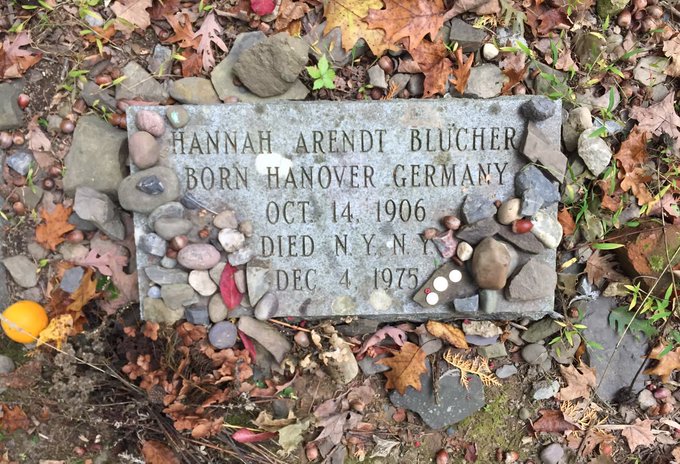 HANNAH ARENDT BLÜCHER
BORN HANOVER GERMANY
OCT. 14, 1906
DIED N.Y., N.Y.
DEC 4, 1975